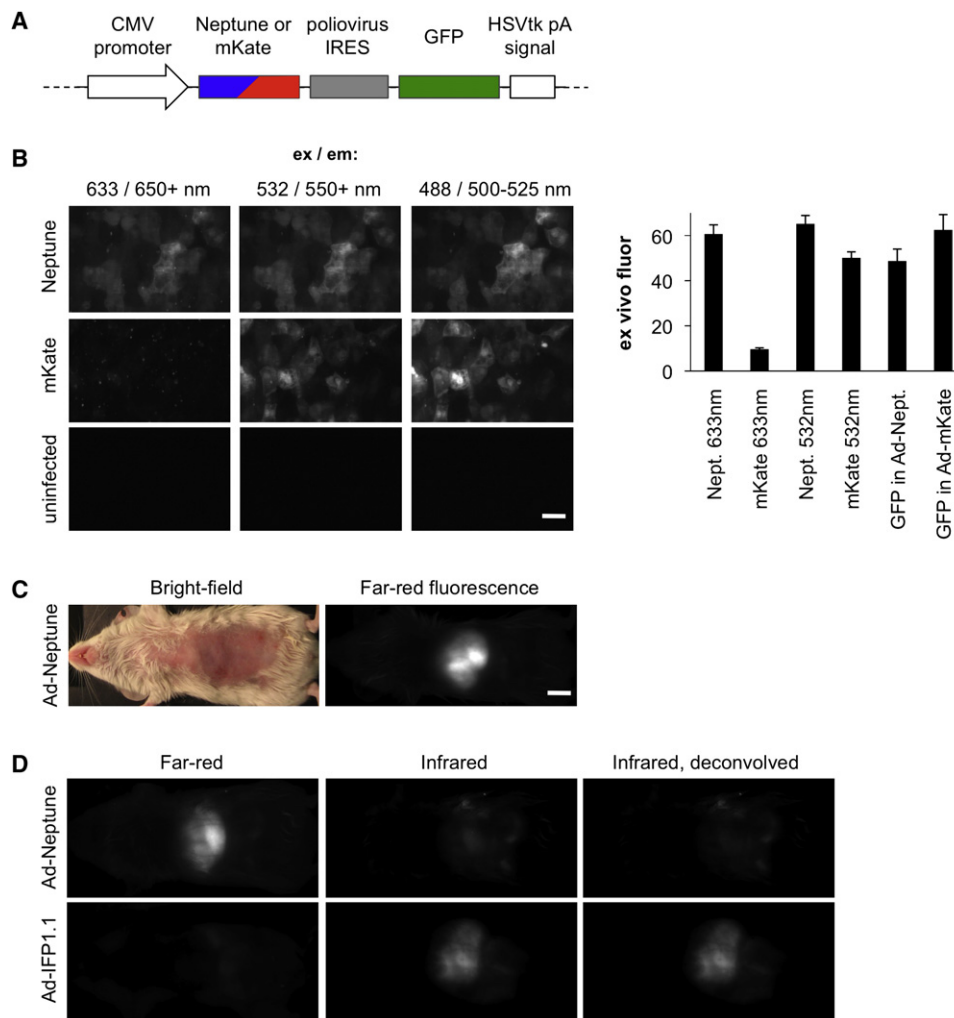 A
CMV
promoter
Neptune or
mKate
poliovirus
IRES
GFP
HSVtk pA
signal
B
ex / em:
633 / 650+ nm
532 / 550+ nm
488 / 500-525 nm
Neptune
mKate
uninfected
ex vivo fluor
60
40
20
0
Nept. 633nm
mKate 633nm
Nept. 532nm
mKate 532nm
GFP in Ad-Nept.
GFP in Ad-mKate
C
Bright-field
Far-red fluorescence
Ad-Neptune
D
Far-red
Infrared
Infrared, deconvolved
Ad-Neptune
Ad-IFP1.1